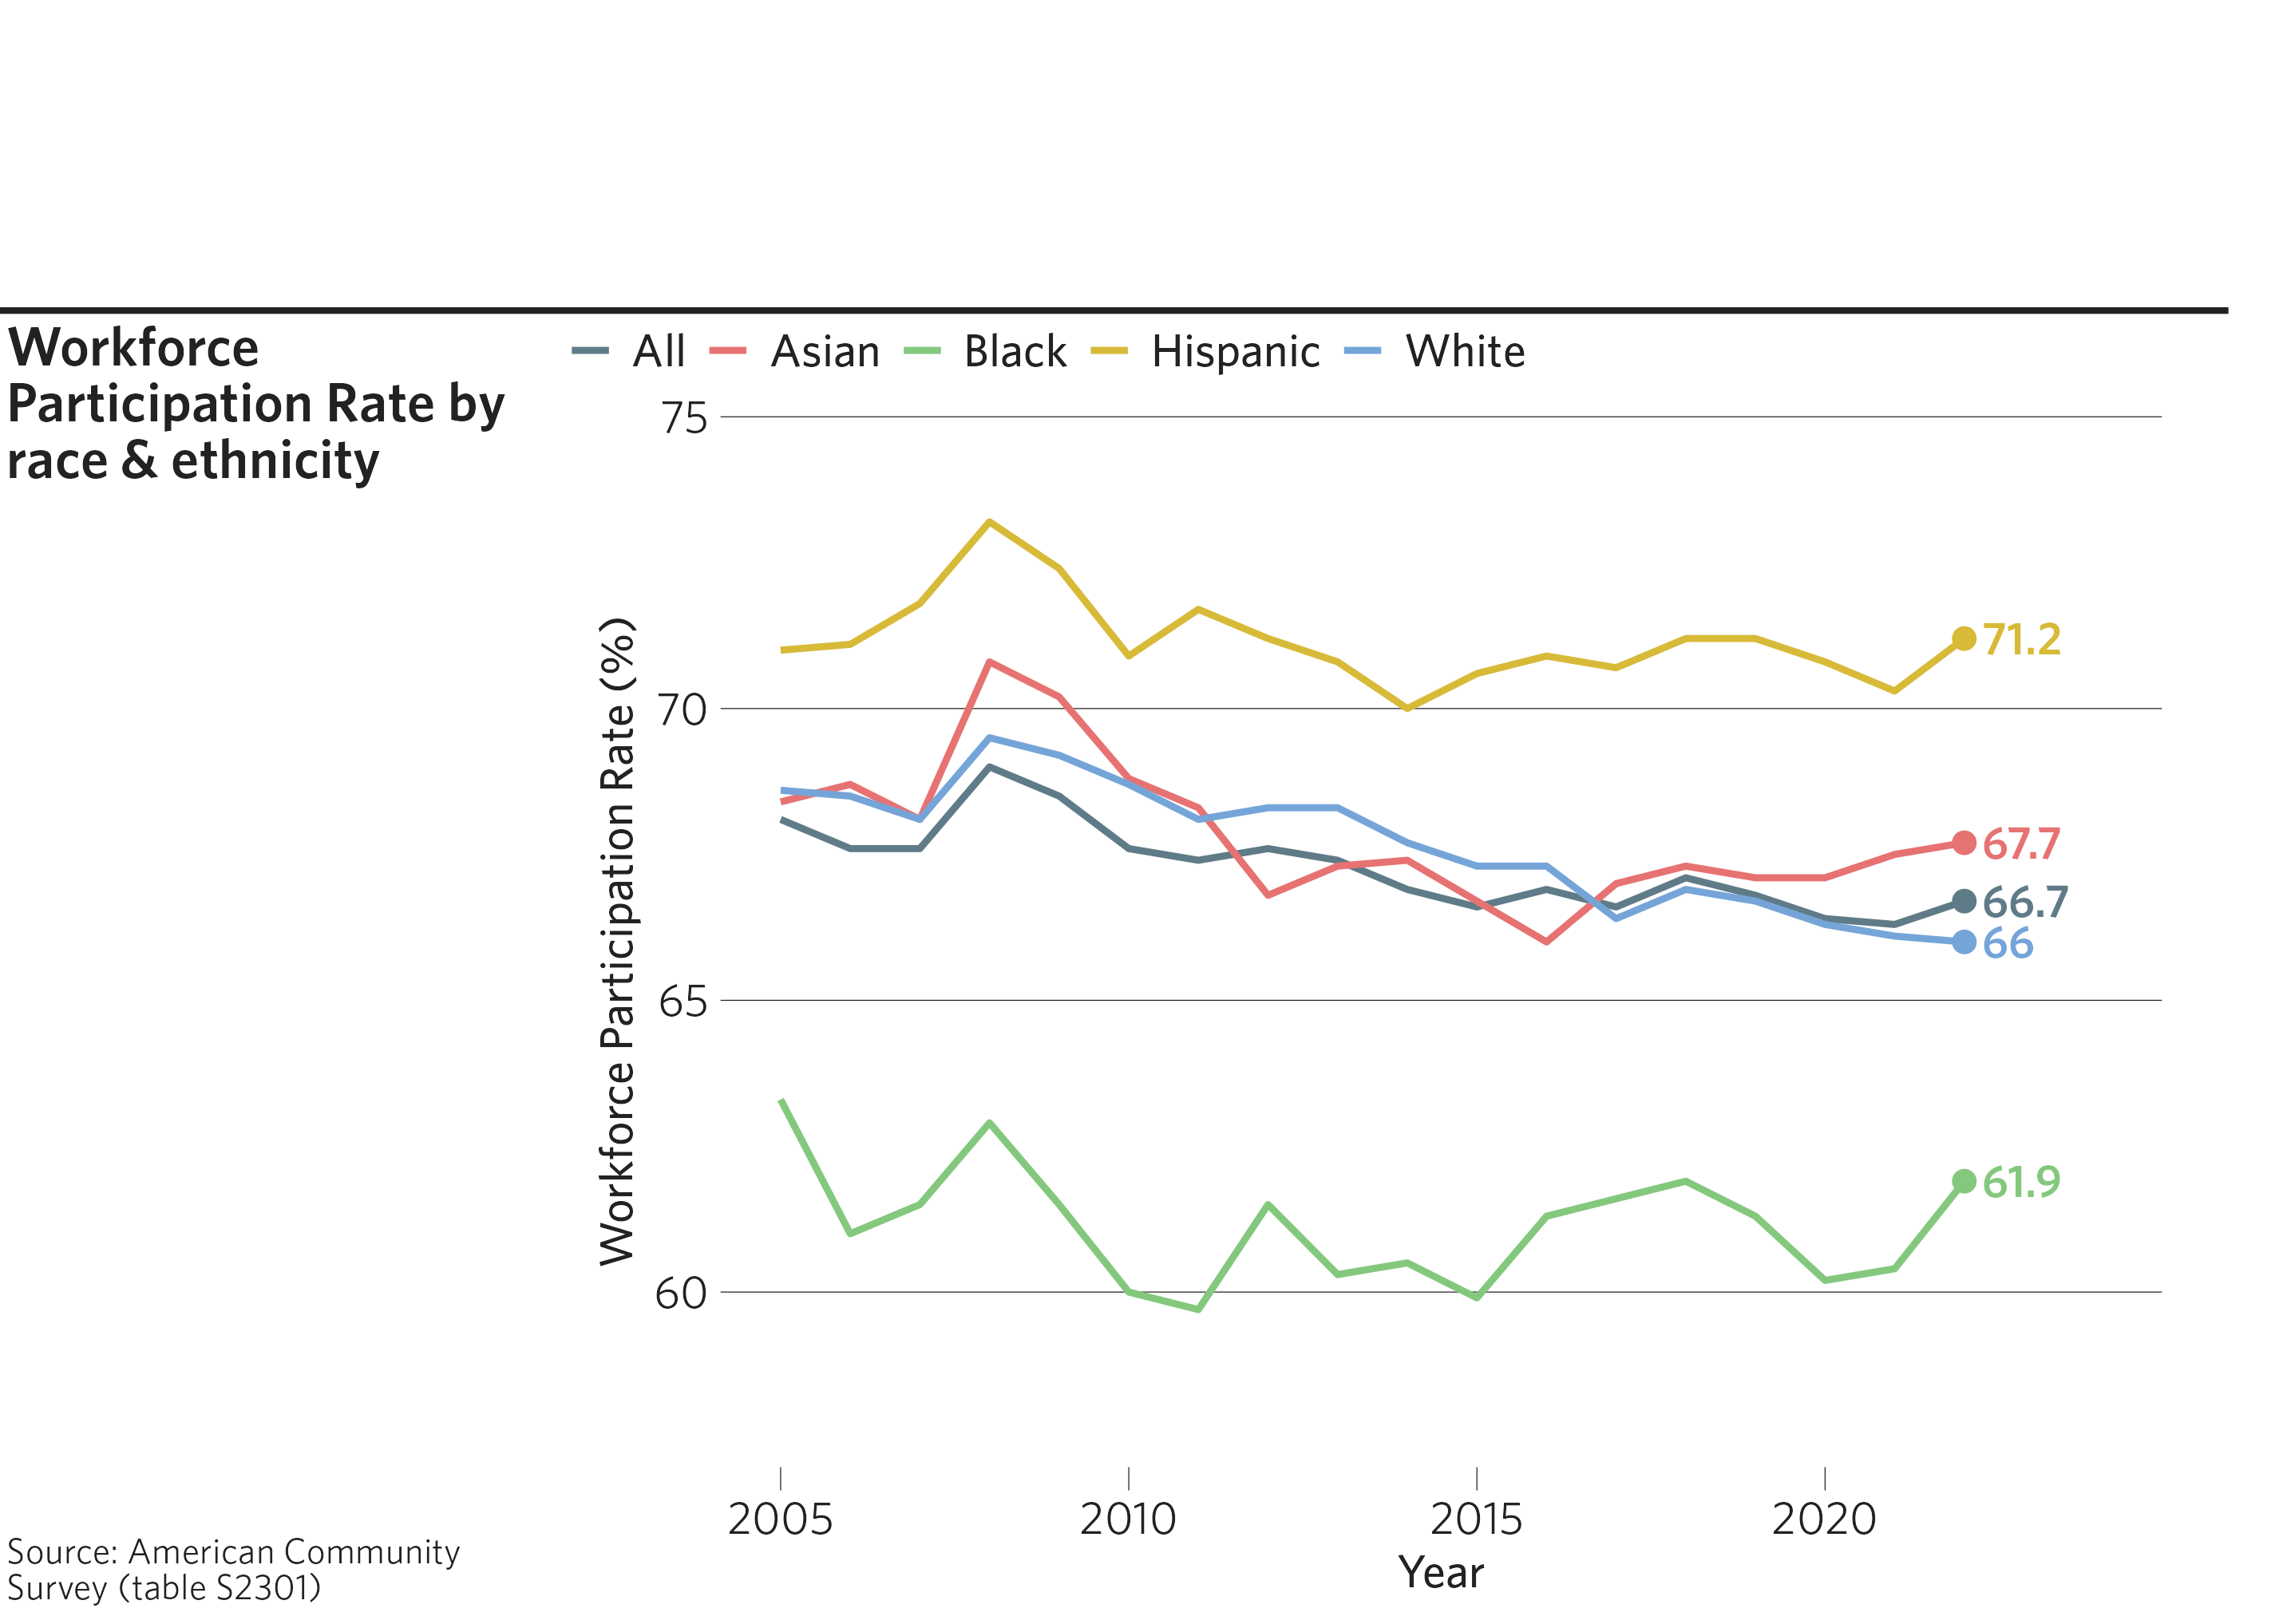 Workforce
Participation Rate by
race & ethnicity
All Asian Black Hispanic White
75
70
65
60
Workforce Participation Rate (%)
71.2
67.7
66.7
66
61.9
2005 2010 2015 2020
Year
Source: American Community
Survey (table S2301)